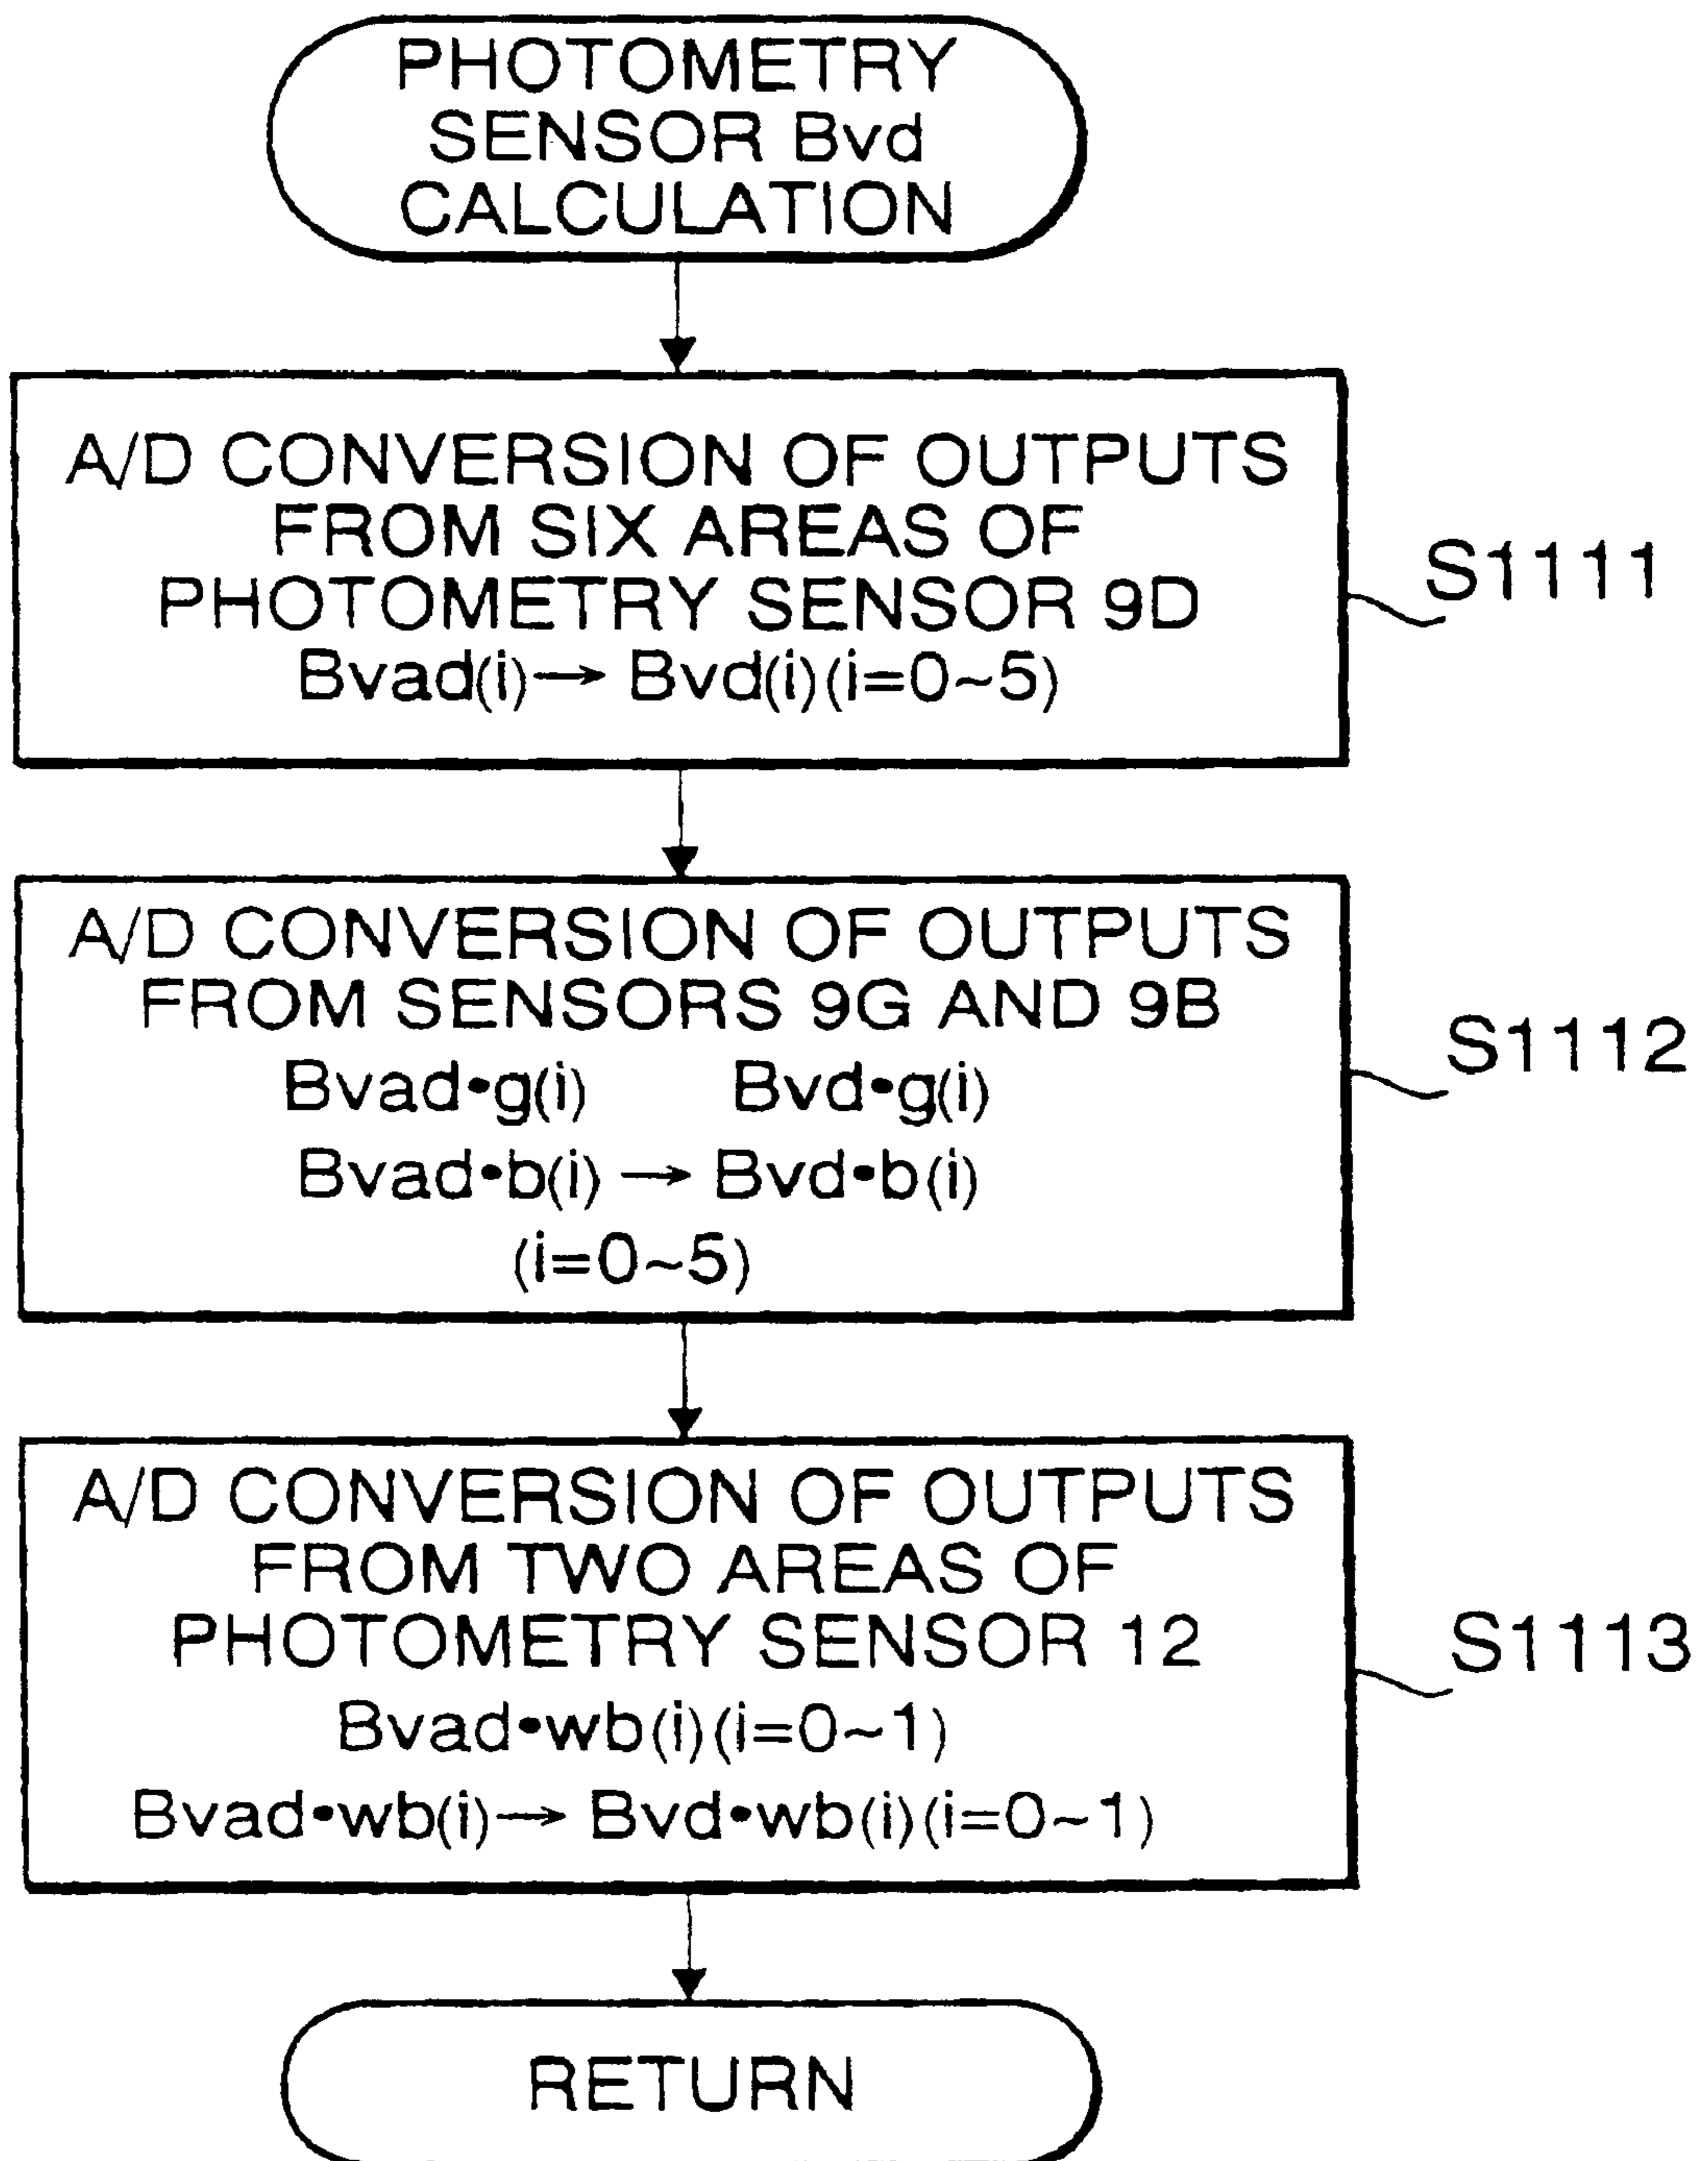 PHOTOMETRY
SENSOR Bvd
CALCULATION
A/D CONVERSION OF OUTPUTS
FROM SIX AREAS OF
PHOTOMETRY SENSOR 9D
Bvad(i)→ Bvd(i)(i=0~5)
S1111
A/D CONVERSION OF OUTPUTS
FROM SENSORS 9G AND 9B
Bvad•g(i) Bvd•g(i)
Bvad•b(i) → Bvd•b(i)
(i=0~5)
S1112
A/D CONVERSION OF OUTPUTS
FROM TWO AREAS OF
PHOTOMETRY SENSOR 12
Bvad•wb(i)(i=0~1)
Bvad•wb(i)→ Bvd•wb(i)(i=0~1)
S1113
RETURN